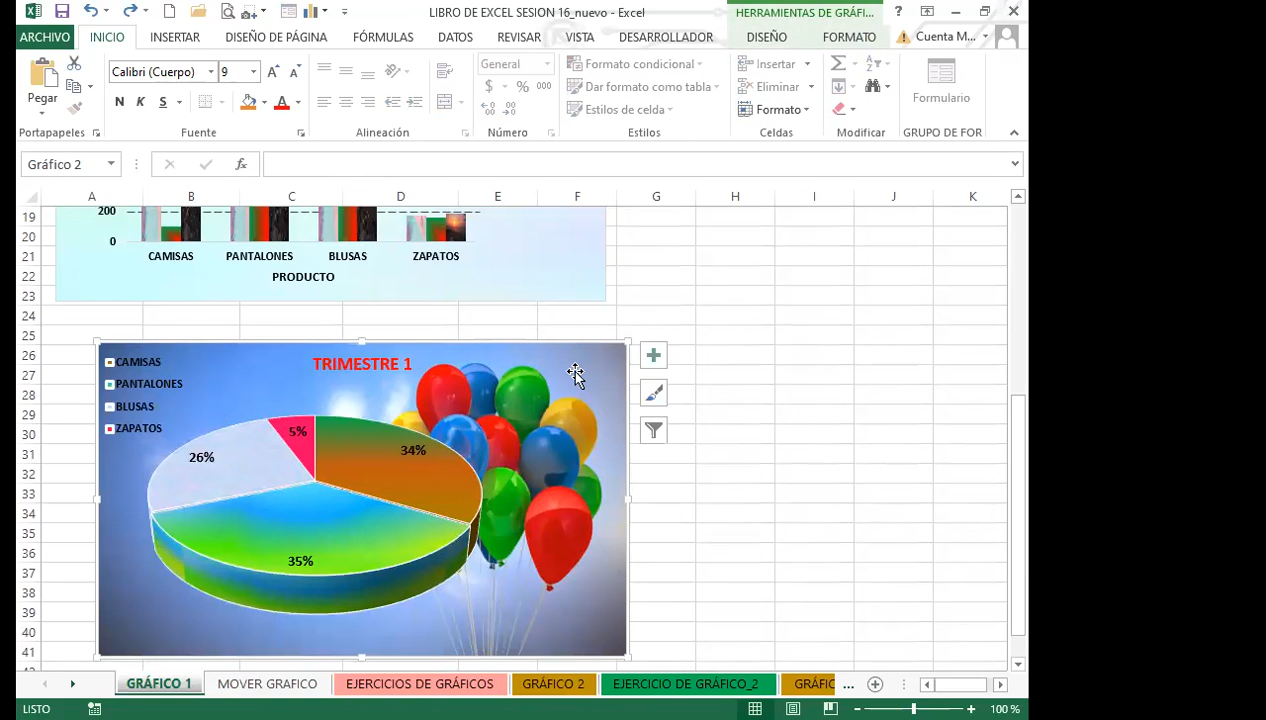 LIBRO DE EXCEL SESION 16_nuevo - Excel
HERRAMIENTAS DE GRÁFI...
?
ARCHIVO INICIO INSERTAR DISEÑO DE PÁGINA FÓRMULAS DATOS REVISAR VISTA DESARROLLADOR DISEÑO FORMATO Cuenta M...
Pegar
Calibri (Cuerpo) 9
General
Formato condicional
Insertar
N K S
$ % 000
Dar formato como tabla
Eliminar
Estilos de celda
Formato
Formulario
Portapapeles Fuente Alineación Número Estilos Celdas Modificar GRUPO DE FOR
Gráfico 2
fx
A B C D E F G H I J K
19
200
20
0
21
CAMISAS PANTALONES BLUSAS ZAPATOS
22
PRODUCTO
23
24
25
26
CAMISAS
TRIMESTRE 1
27
PANTALONES
28
29
BLUSAS
30
ZAPATOS
5%
34%
31
26%
32
33
34
35
36
35%
37
38
39
40
41
GRÁFICO 1 MOVER GRAFICO EJERCICIOS DE GRÁFICOS GRÁFICO 2 EJERCICIO DE GRÁFICO_2 GRÁFIC ...
LISTO
100 %